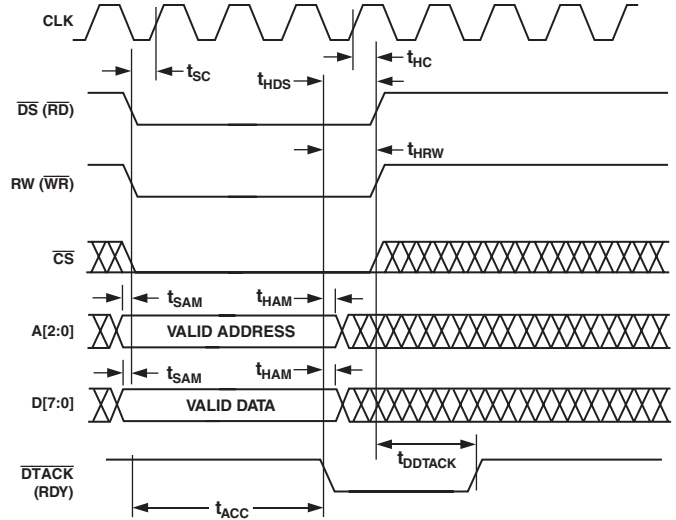 CLK
tSC
tHDS
tHC
DS (RD)
tHRW
RW (WR)
CS
tSAM
tHAM
A[2:0]
VALID ADDRESS
tSAM
tHAM
D[7:0]
VALID DATA
tDDTACK
DTACK
(RDY)
tACC